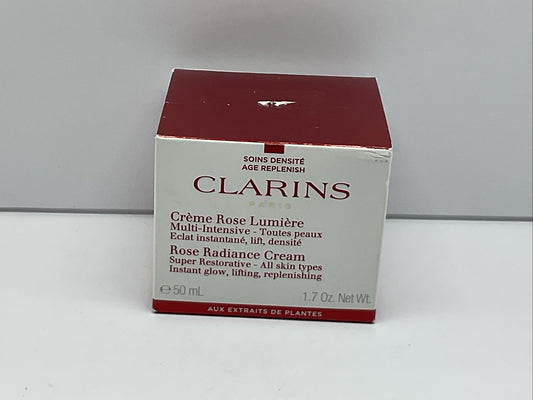 SOINS DENSITÉ
AGE REPLENISH
CLARINS
PARIS
Crème Rose Lumière
Multi-Intensive - Toutes peaux
Eclat instantané, lift, densité
Rose Radiance Cream
Super Restorative - All skin types
Instant glow, lifting, replenishing
℮ 50 mL
1.7 Oz. Net Wt.
AUX EXTRAITS DE PLANTES